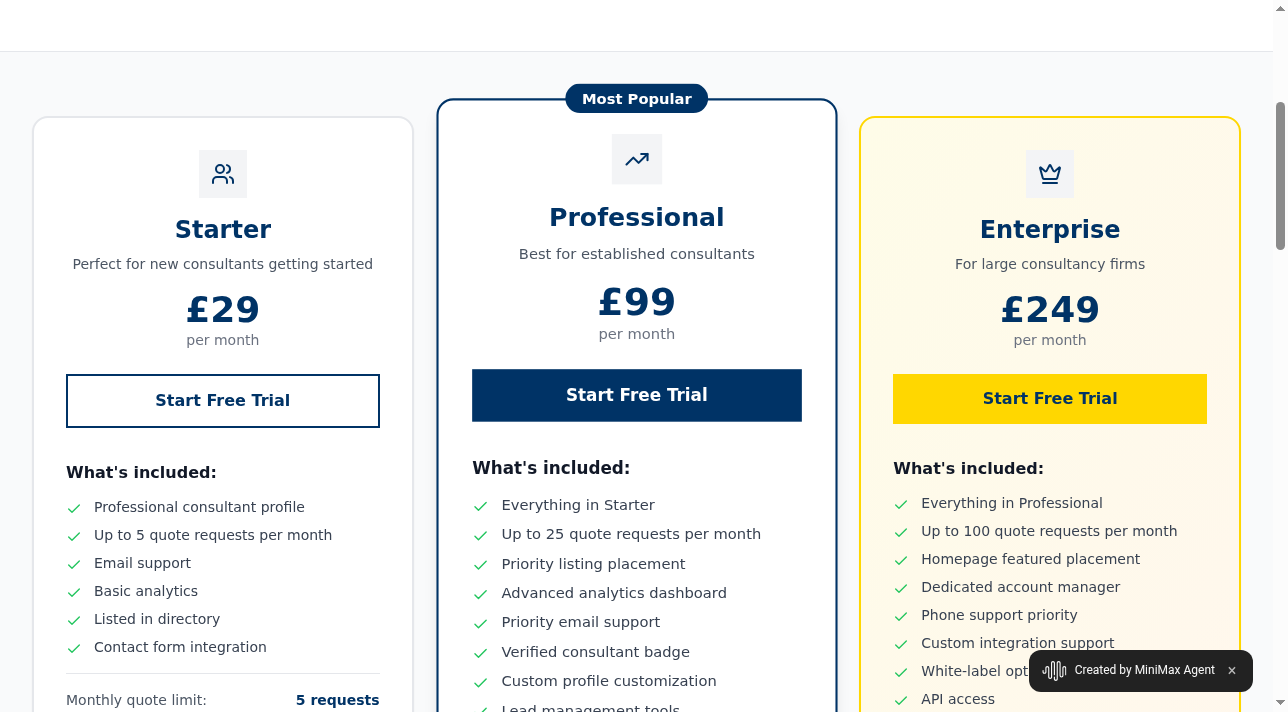 Starter
Perfect for new consultants getting started
£29
per month
Start Free Trial
What's included:
Professional consultant profile
Up to 5 quote requests per month
Email support
Basic analytics
Listed in directory
Contact form integration
Monthly quote limit: 5 requests
Most Popular
Professional
Best for established consultants
£99
per month
Start Free Trial
What's included:
Everything in Starter
Up to 25 quote requests per month
Priority listing placement
Advanced analytics dashboard
Priority email support
Verified consultant badge
Custom profile customization
Lead management tools
Enterprise
For large consultancy firms
£249
per month
Start Free Trial
What's included:
Everything in Professional
Up to 100 quote requests per month
Homepage featured placement
Dedicated account manager
Phone support priority
Custom integration support
White-label opt
API access
Created by MiniMax Agent